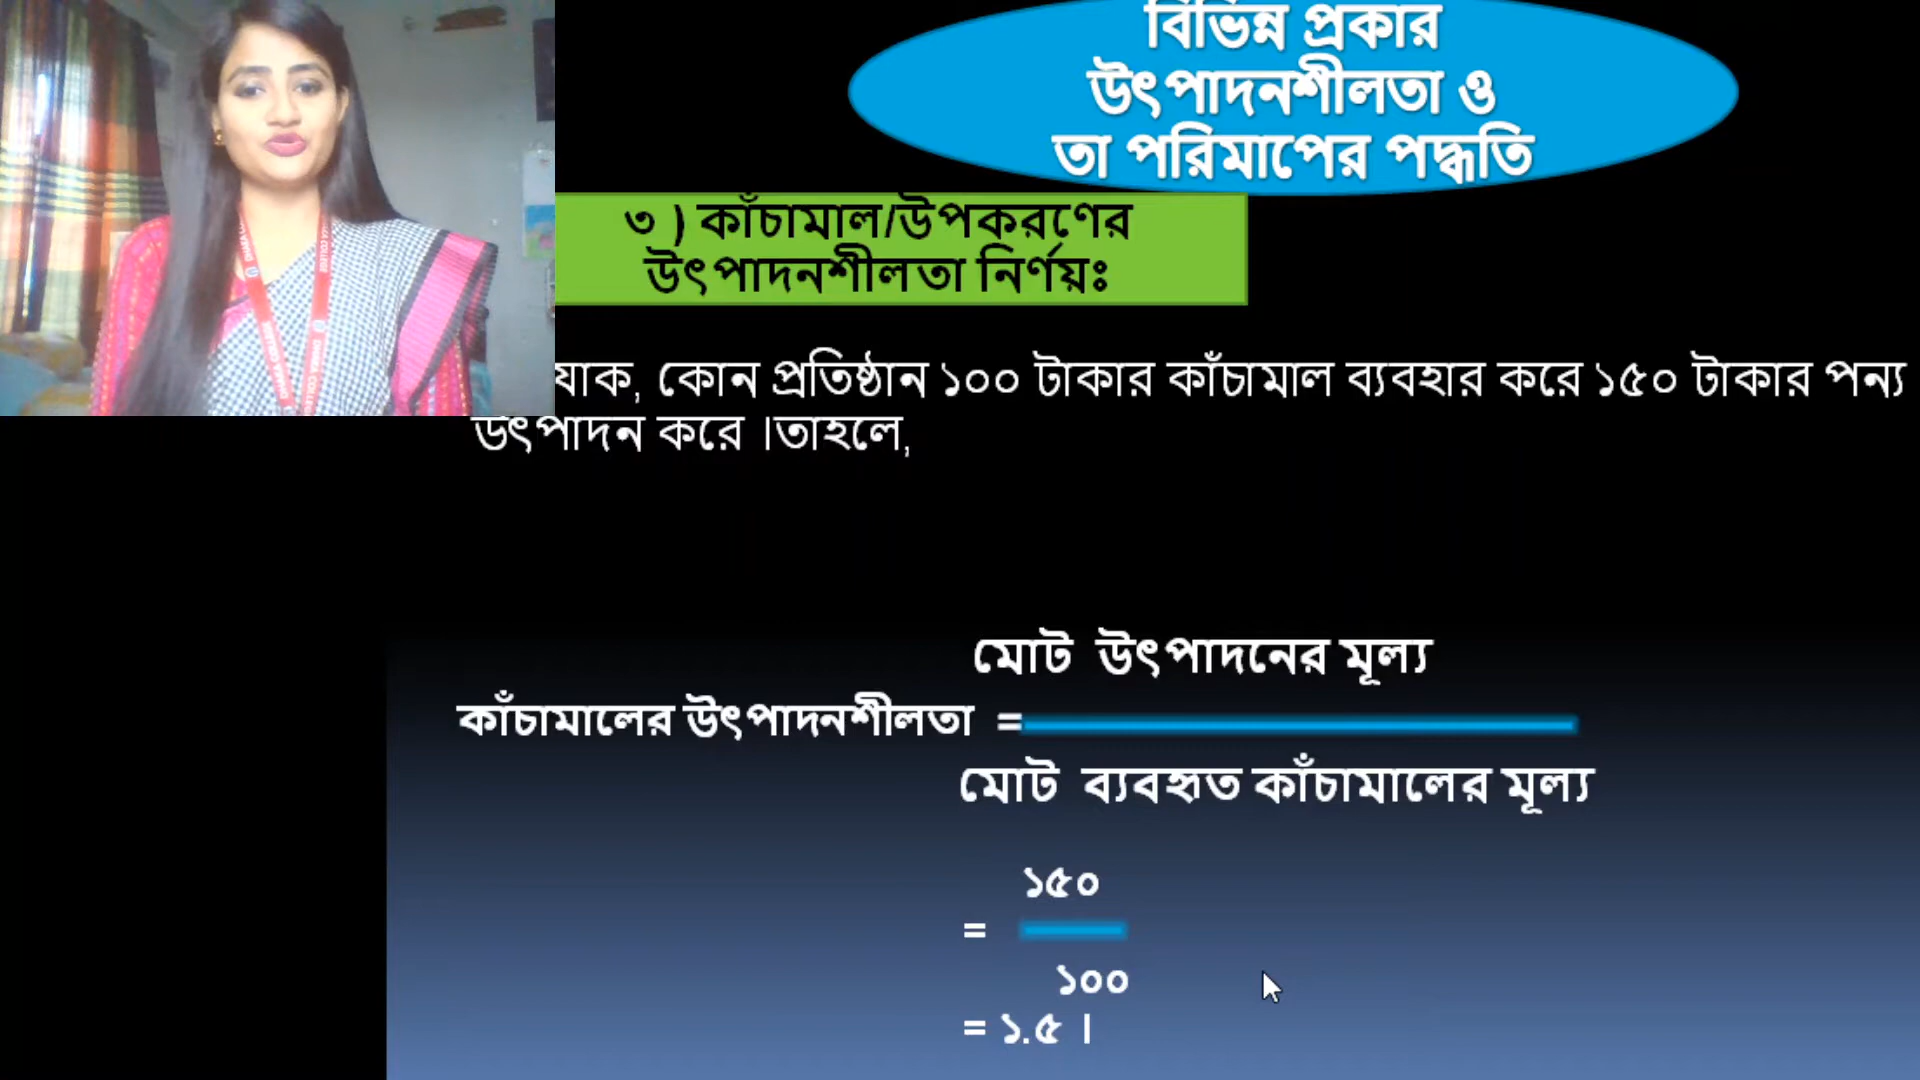 বিভিন্ন প্রকার
উৎপাদনশীলতা ও
তা পরিমাপের পদ্ধতি
৩ ) কাঁচামাল/উপকরণের
উৎপাদনশীলতা নির্ণয়ঃ
যাক, কোন প্রতিষ্ঠান ১০০ টাকার কাঁচামাল ব্যবহার করে ১৫০ টাকার পন্য
উৎপাদন করে ।তাহলে,
মোট উৎপাদনের মূল্য
কাঁচামালের উৎপাদনশীলতা =
মোট ব্যবহৃত কাঁচামালের মূল্য
১৫০
=
১০০
= ১.৫ ।